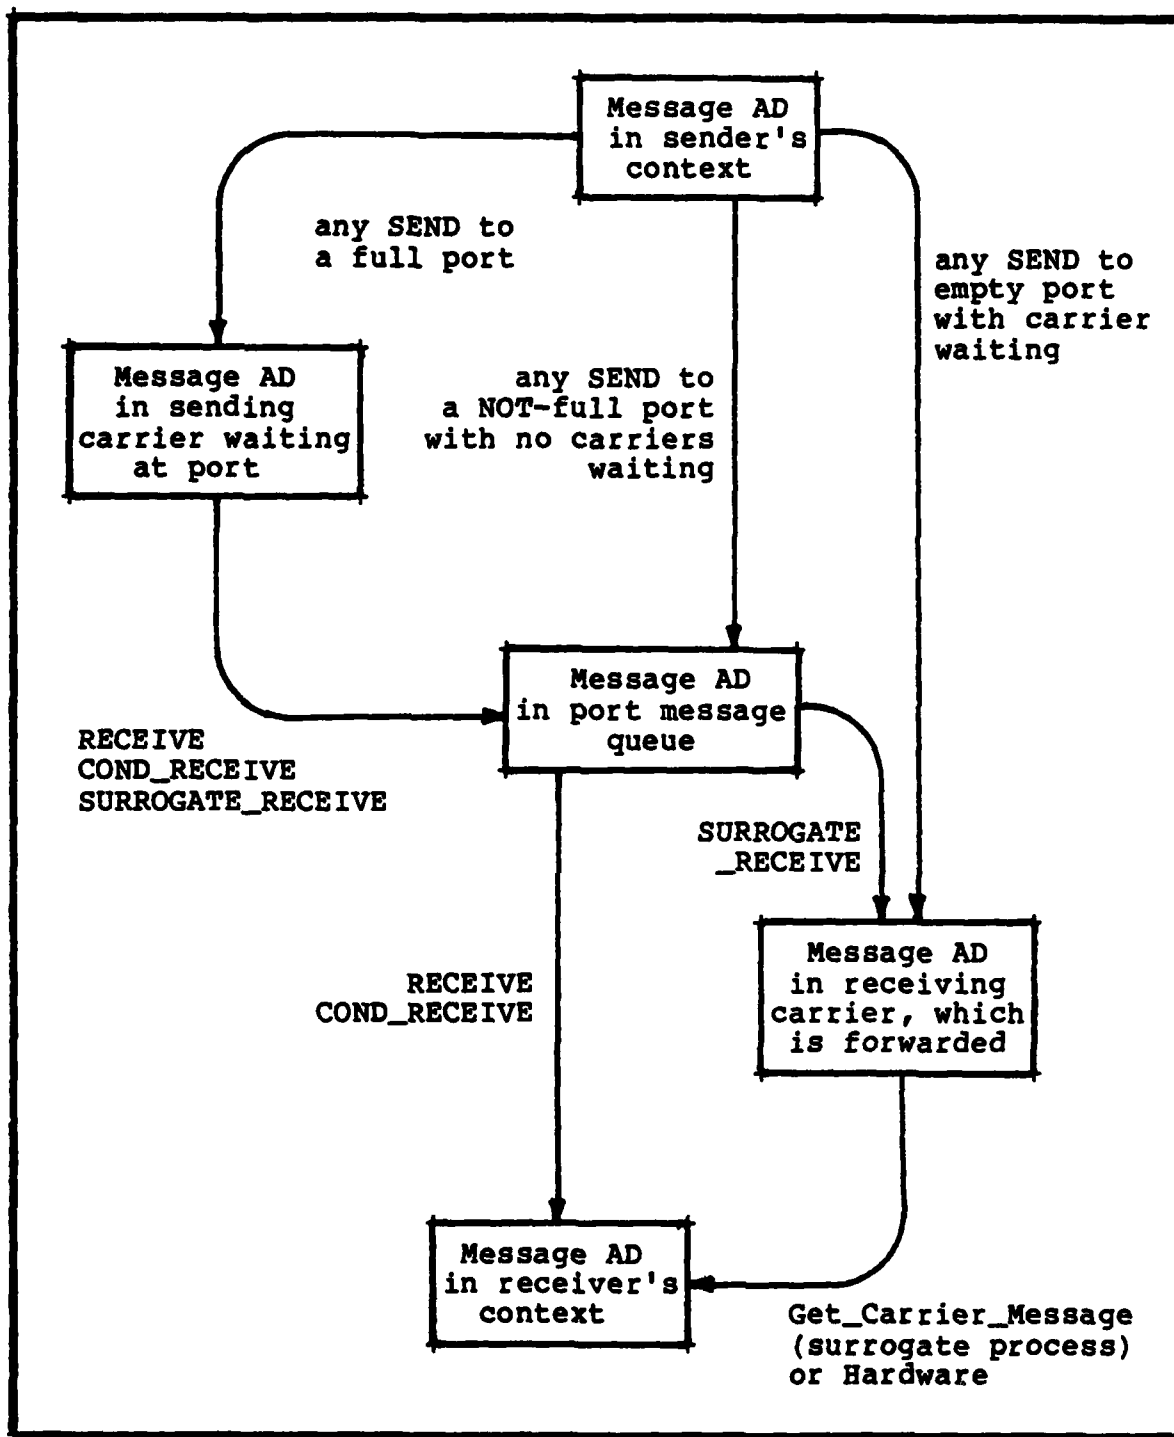 Message AD
in sender's
context
any SEND to
a full port
any SEND to
empty port
with carrier
waiting
Message AD
in sending
carrier waiting
at port
any SEND to
a NOT-full port
with no carriers
waiting
Message AD
in port message
queue
RECEIVE
COND_RECEIVE
SURROGATE_RECEIVE
SURROGATE
_RECEIVE
Message AD
in receiving
carrier, which
is forwarded
RECEIVE
COND_RECEIVE
Message AD
in receiver's
context
Get_Carrier_Message
(surrogate process)
or Hardware